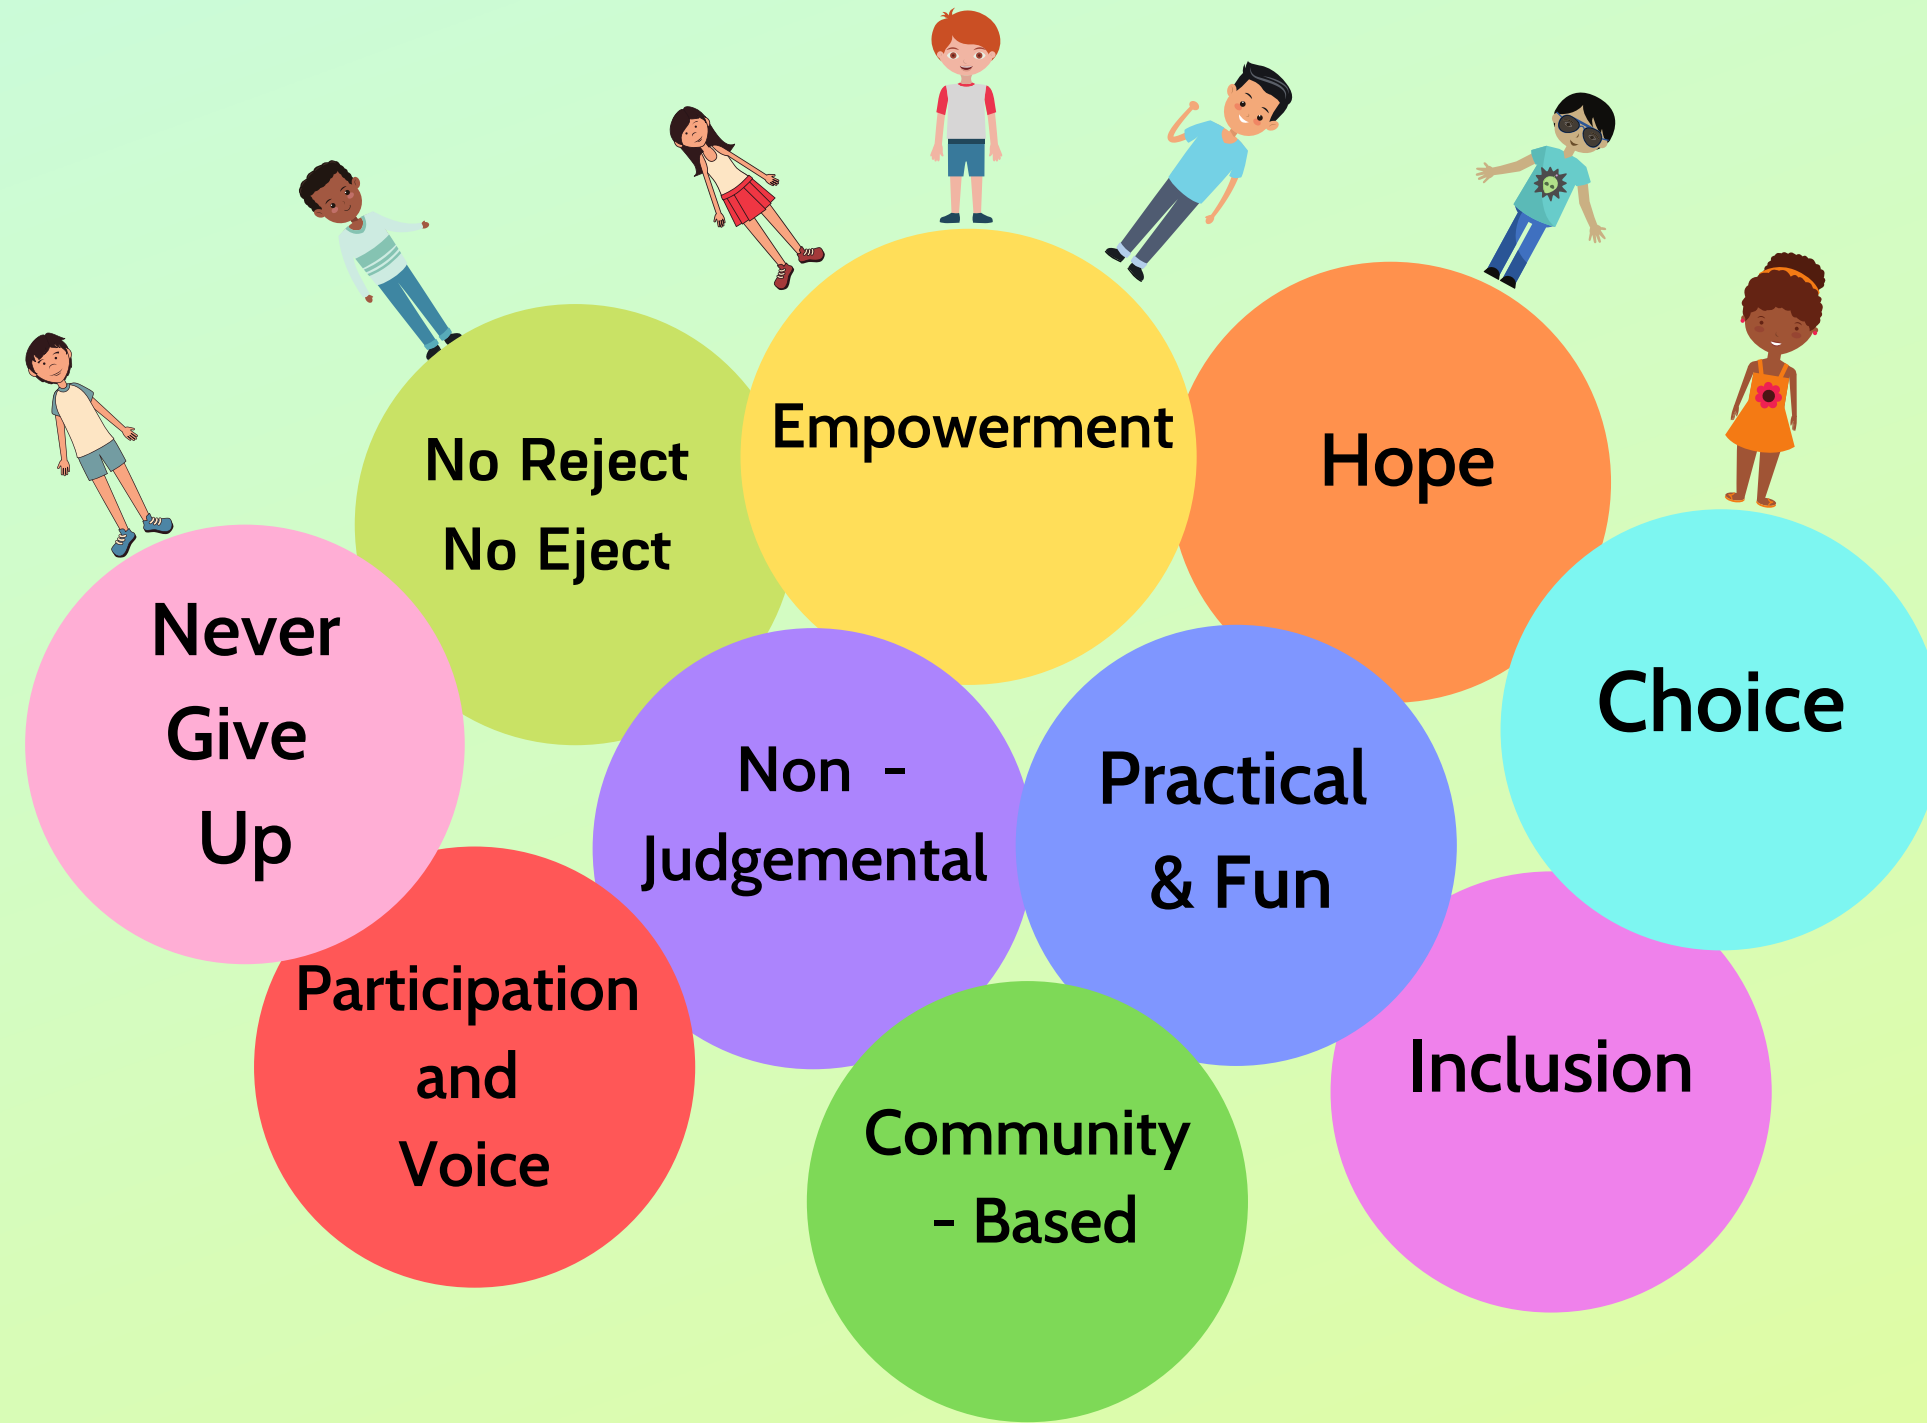 No Reject
No Eject
Empowerment
Hope
Never
Give
Up
Non -
Judgemental
Practical
& Fun
Choice
Participation
and
Voice
Community
- Based
Inclusion